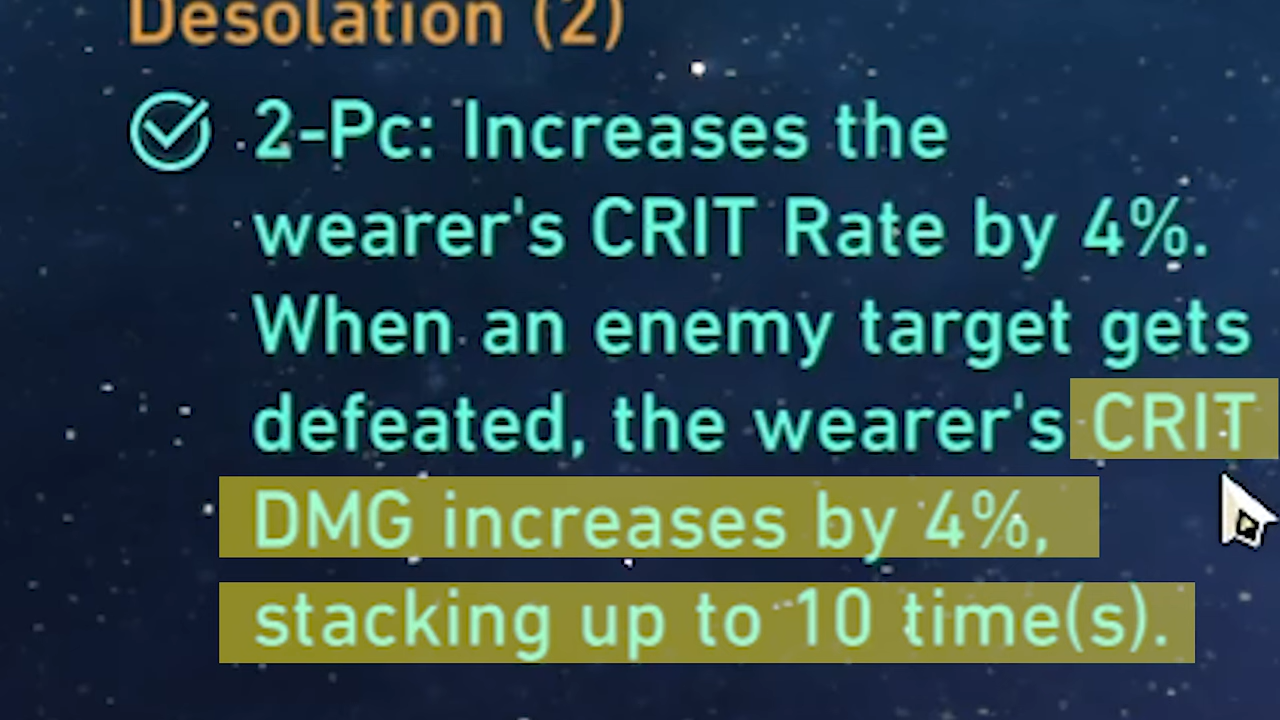 Desolation (2)
2-Pc: Increases the
wearer's CRIT Rate by 4%.
When an enemy target gets
defeated, the wearer's CRIT
DMG increases by 4%,
stacking up to 10 time(s).